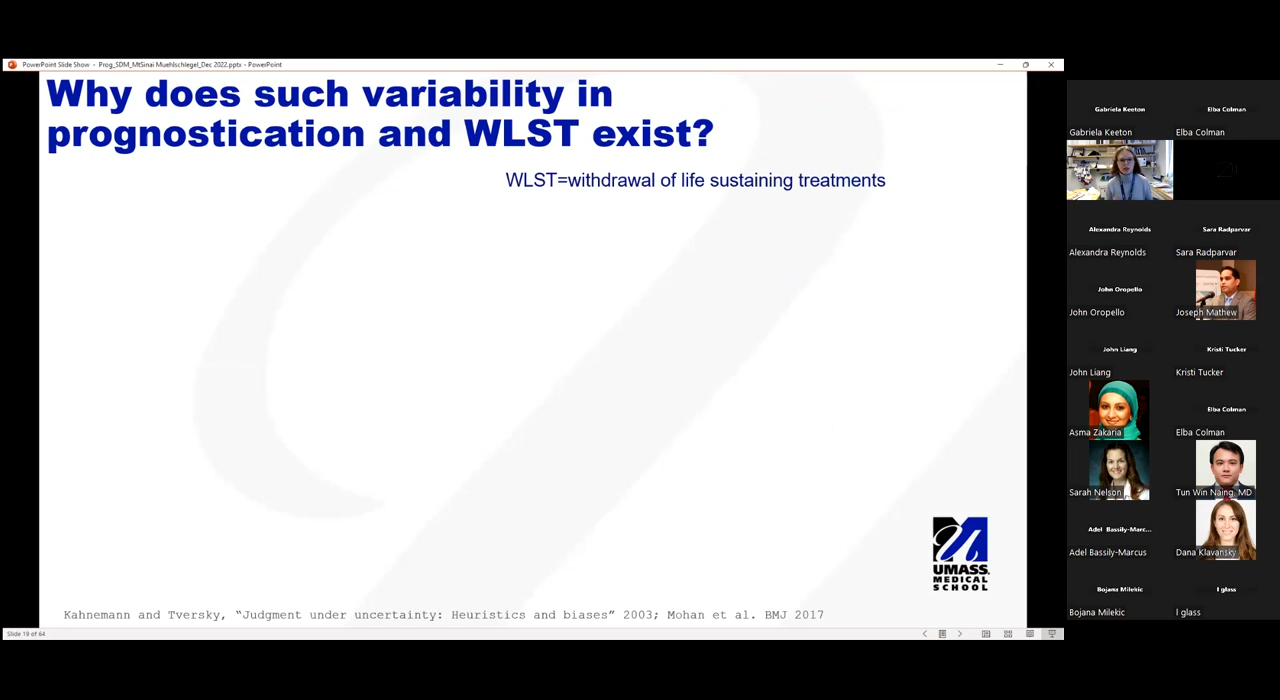 PowerPoint Slide Show - Prog_SDM_MtSinai Muehlschlegel_Dec 2022.pptx - PowerPoint
Why does such variability in
prognostication and WLST exist?
WLST=withdrawal of life sustaining treatments
UMASS
MEDICAL
SCHOOL
Kahnemann and Tversky, “Judgment under uncertainty: Heuristics and biases” 2003; Mohan et al. BMJ 2017
Slide 19 of 64
Gabriela Keeton
Elba Colman
Gabriela Keeton
Elba Colman
Alexandra Reynolds
Sara Radparvar
Alexandra Reynolds
Sara Radparvar
John Oropello
John Oropello
Joseph Mathew
John Liang
Kristi Tucker
John Liang
Kristi Tucker
Elba Colman
Asma Zakaria
Elba Colman
Sarah Nelson
Tun Win Naing, MD
Adel Bassily-Marc...
Adel Bassily-Marcus
Dana Klavansky
Bojana Milekic
l glass
Bojana Milekic
l glass